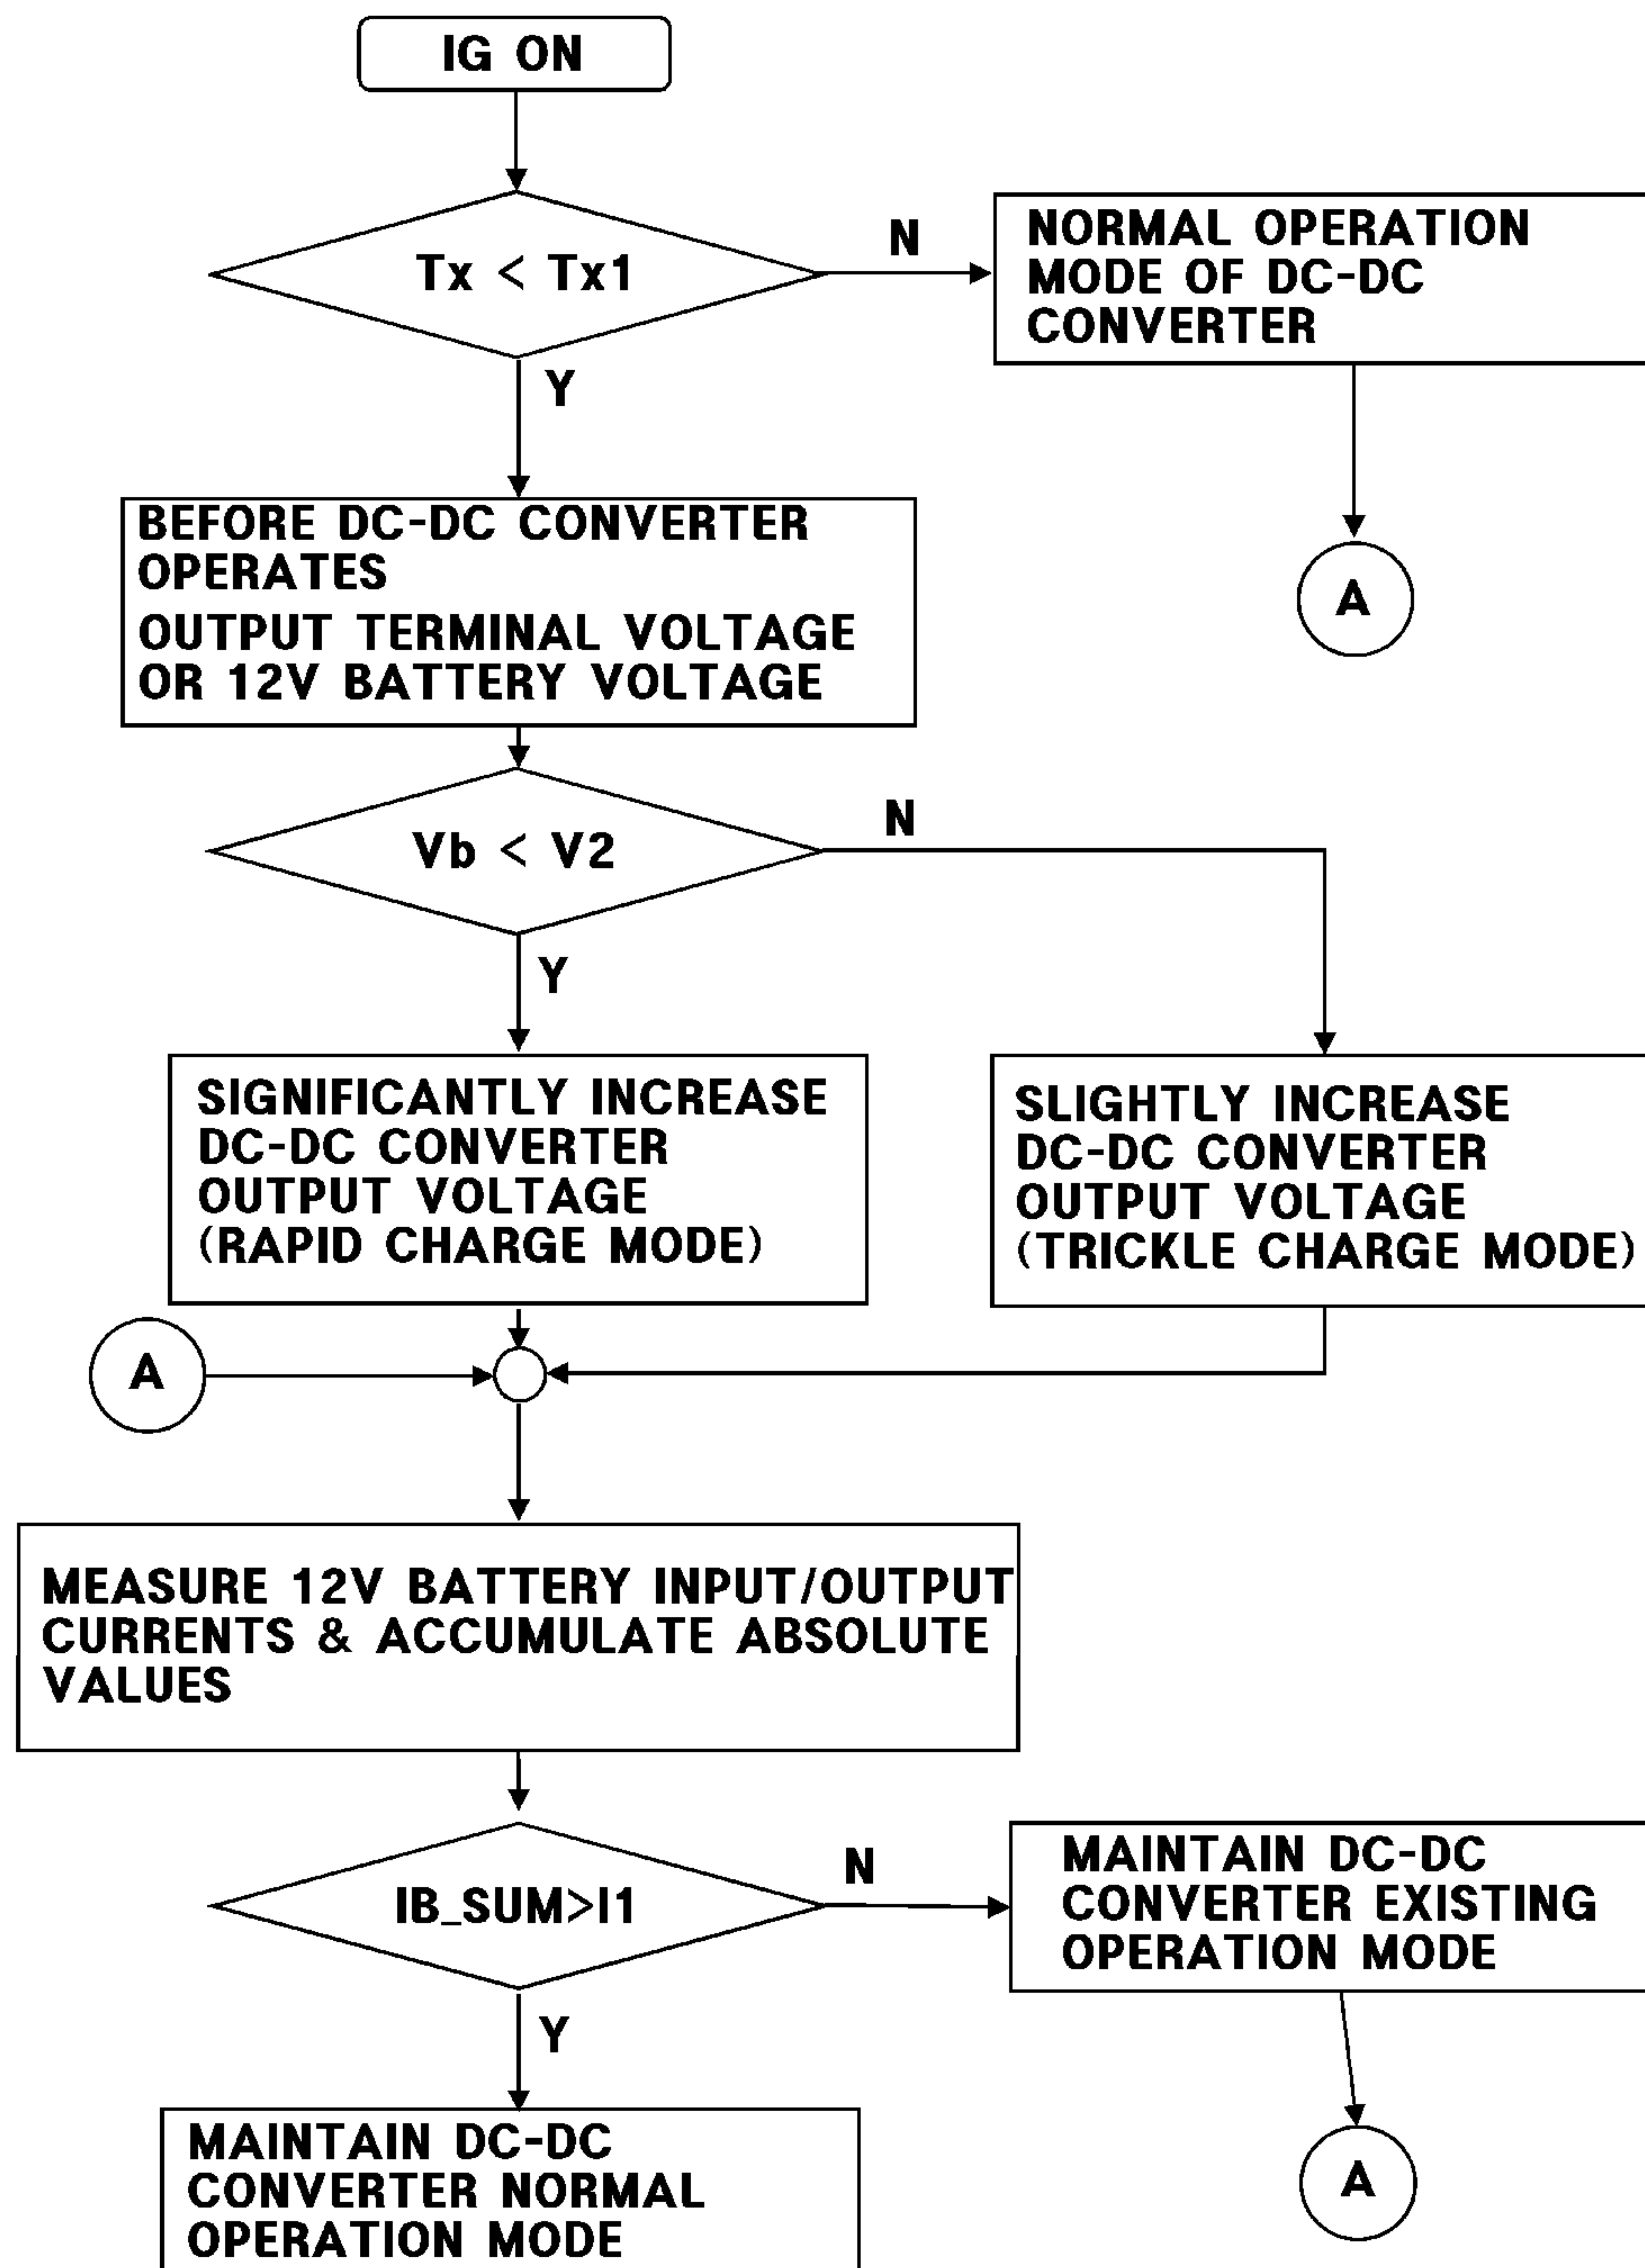 IG ON
Tx < Tx1
N
NORMAL OPERATION
MODE OF DC-DC
CONVERTER
Y
A
BEFORE DC-DC CONVERTER
OPERATES
OUTPUT TERMINAL VOLTAGE
OR 12V BATTERY VOLTAGE
Vb < V2
N
Y
SIGNIFICANTLY INCREASE
DC-DC CONVERTER
OUTPUT VOLTAGE
(RAPID CHARGE MODE)
SLIGHTLY INCREASE
DC-DC CONVERTER
OUTPUT VOLTAGE
(TRICKLE CHARGE MODE)
A
MEASURE 12V BATTERY INPUT/OUTPUT
CURRENTS & ACCUMULATE ABSOLUTE
VALUES
IB_SUM>I1
N
MAINTAIN DC-DC
CONVERTER EXISTING
OPERATION MODE
Y
MAINTAIN DC-DC
CONVERTER NORMAL
OPERATION MODE
A